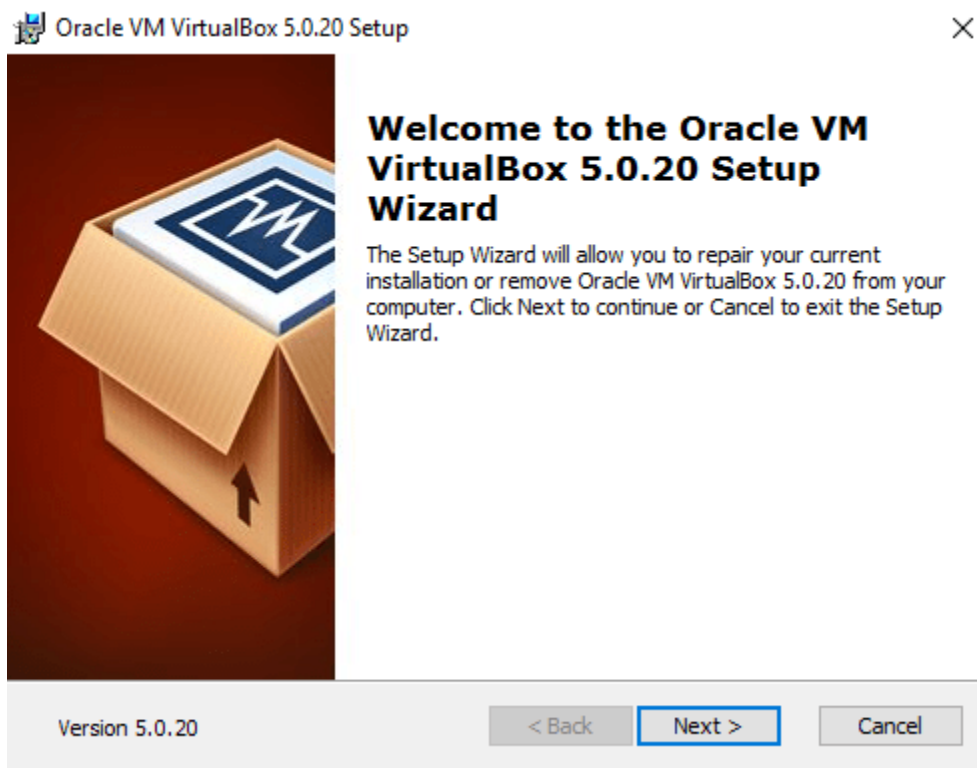 Oracle VM VirtualBox 5.0.20 Setup
Welcome to the Oracle VM
VirtualBox 5.0.20 Setup
Wizard
The Setup Wizard will allow you to repair your current
installation or remove Oracle VM VirtualBox 5.0.20 from your
computer. Click Next to continue or Cancel to exit the Setup
Wizard.
Version 5.0.20
< Back
Next >
Cancel